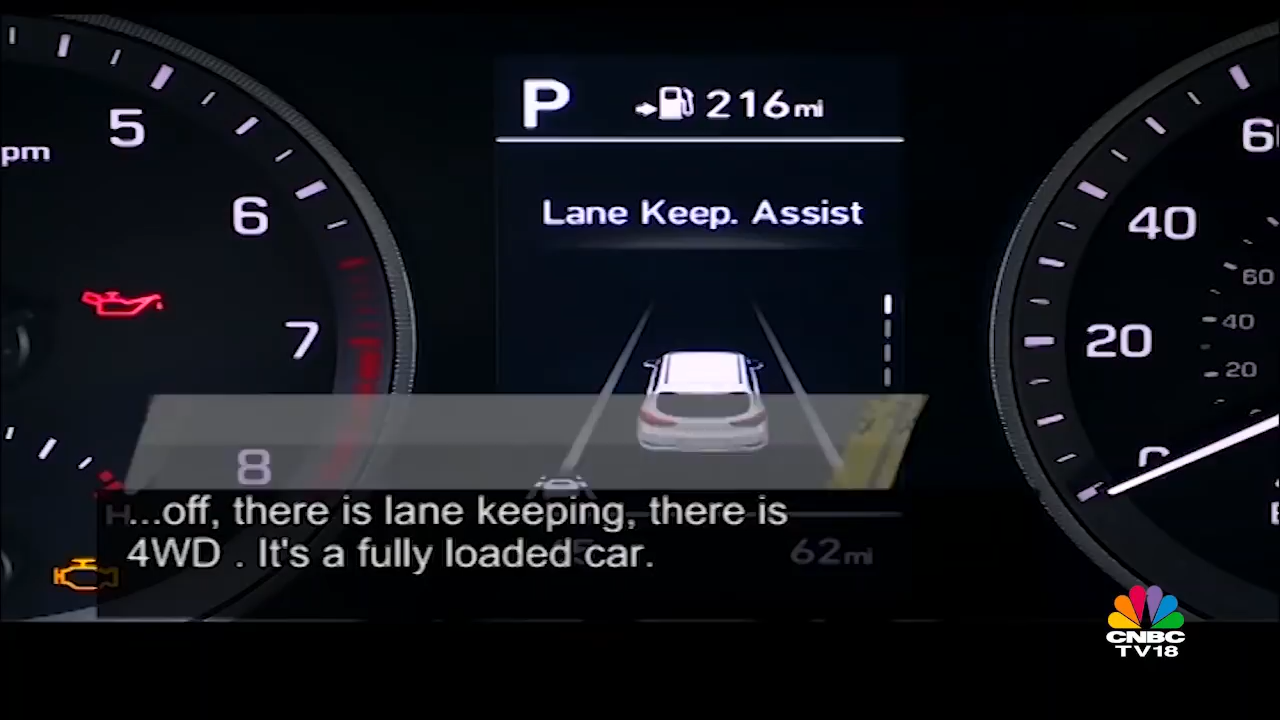 P 216mi
5
pm
6
Lane Keep. Assist
7
8
60
40
20
60
40
20
...off, there is lane keeping, there is
4WD . It's a fully loaded car.
62mi
CNBC
TV18